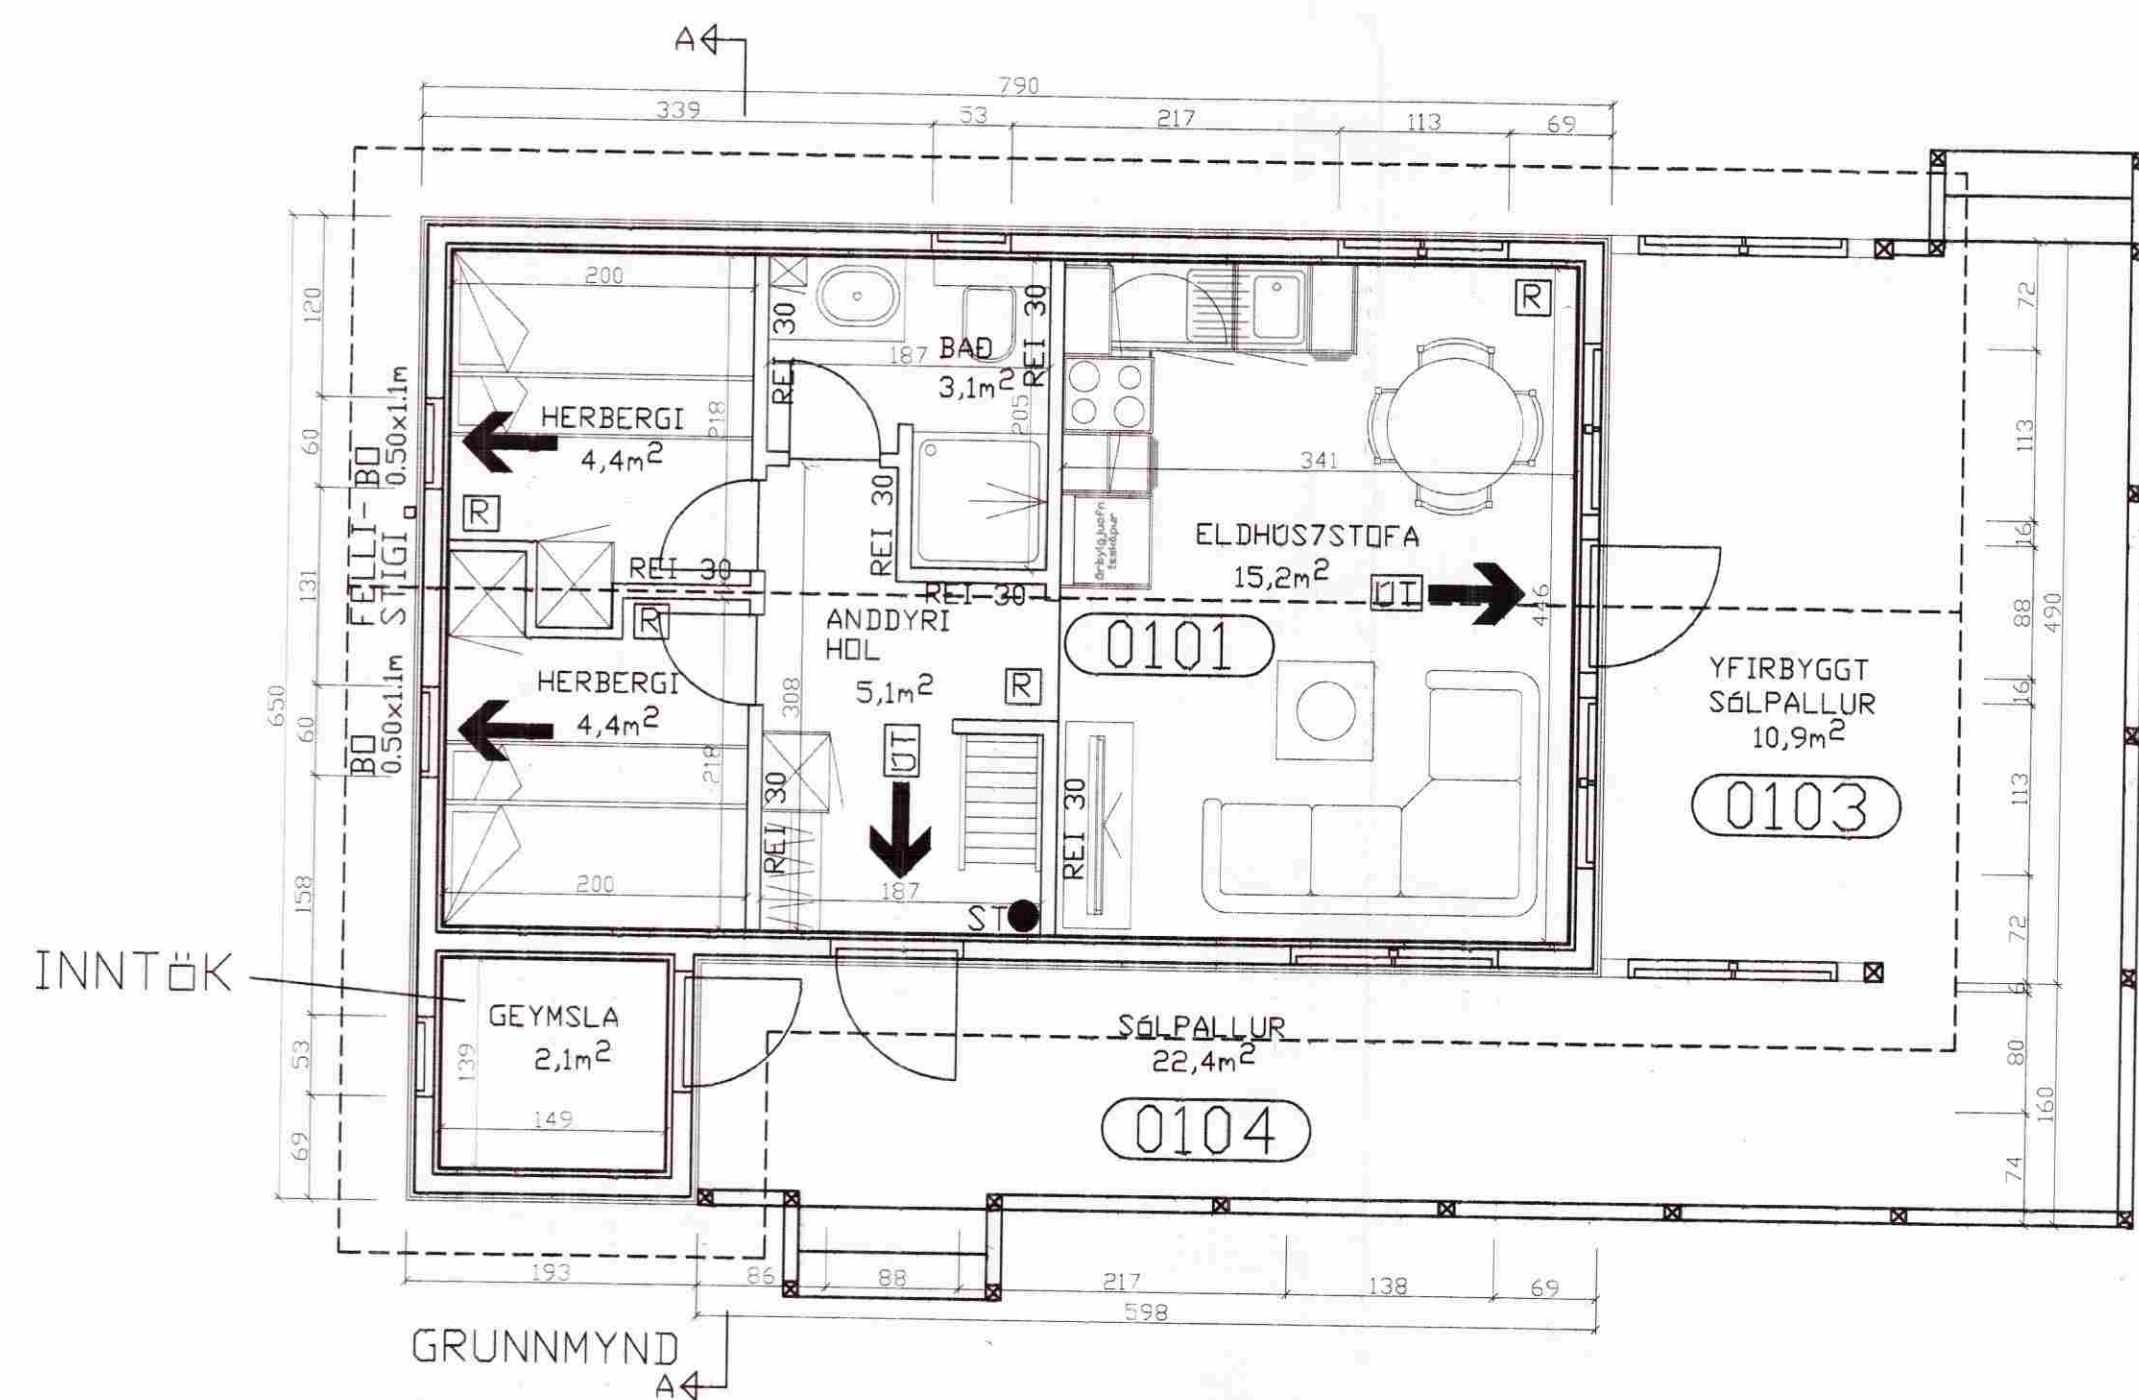 A
790
339
53
217
113
69
200
HERBERGI
4,4m²
218
R
REI 30
187
BAÐ
3,1m²
205
REI 30
REI 30
REI 30
341
R
ELDHÚS7STOFA
15,2m²
ÚT
446
0101
Örbylgjuofn
Ísskápur
120
60
131
60
158
53
69
650
BO
0.50x1.1m
FELLI-
STIGI
BO
0.50x1.1m
R
HERBERGI
4,4m²
218
200
ANDDYRI
HOL
5,1m²
308
R
ÚT
REI 30
REI 30
187
ST
REI 30
YFIRBYGGT
SÓLPALLUR
10,9m²
0103
72
113
16
88
16
113
72
6
80
74
490
160
INNTÖK
GEYMSLA
2,1m²
139
149
SÓLPALLUR
22,4m²
0104
193
86
88
217
138
69
598
GRUNNMYND
A